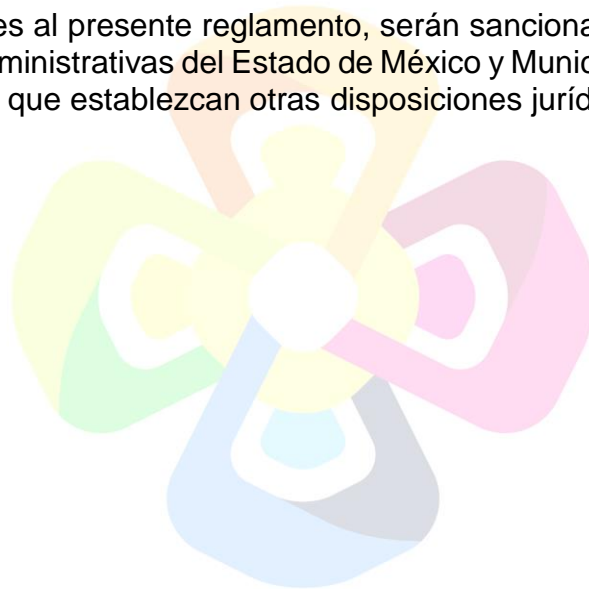 es al presente reglamento, serán sanciona
ministrativas del Estado de México y Munic
que establezcan otras disposiciones juríd